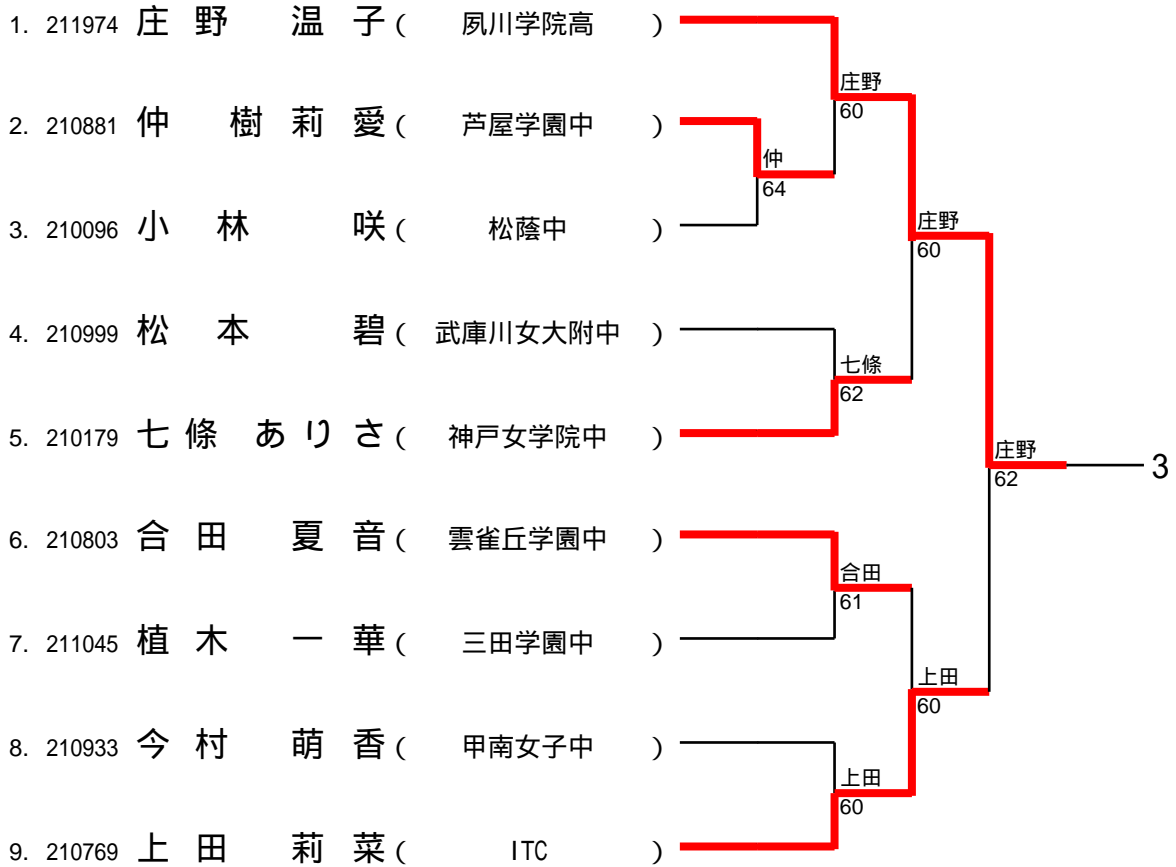 1. 211974 庄野 温子 ( 夙川学院高 )
庄野
60
2. 210881 仲 樹莉愛 ( 芦屋学園中 )
仲
64
3. 210096 小林 咲 ( 松蔭中 )
庄野
60
4. 210999 松本 碧 ( 武庫川女大附中 )
七條
62
5. 210179 七條 ありさ ( 神戸女学院中 )
庄野
62
3
6. 210803 合田 夏音 ( 雲雀丘学園中 )
合田
61
7. 211045 植木 一華 ( 三田学園中 )
上田
60
8. 210933 今村 萌香 ( 甲南女子中 )
上田
60
9. 210769 上田 莉菜 ( ITC )